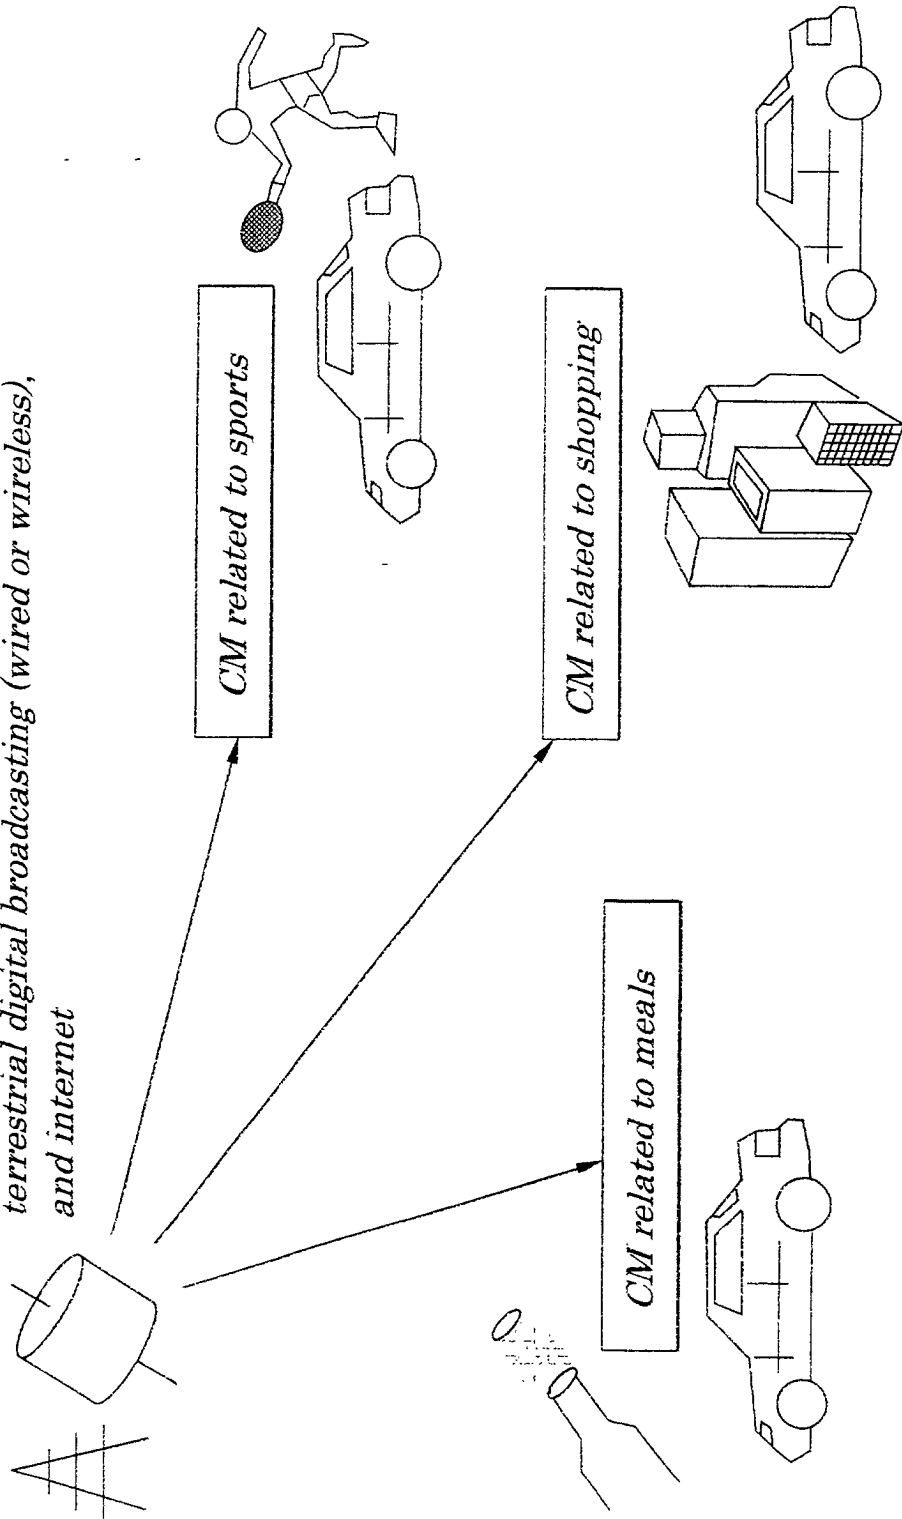 terrestrial digital broadcasting (wired or wireless),
and internet
CM related to sports
CM related to shopping
CM related to meals